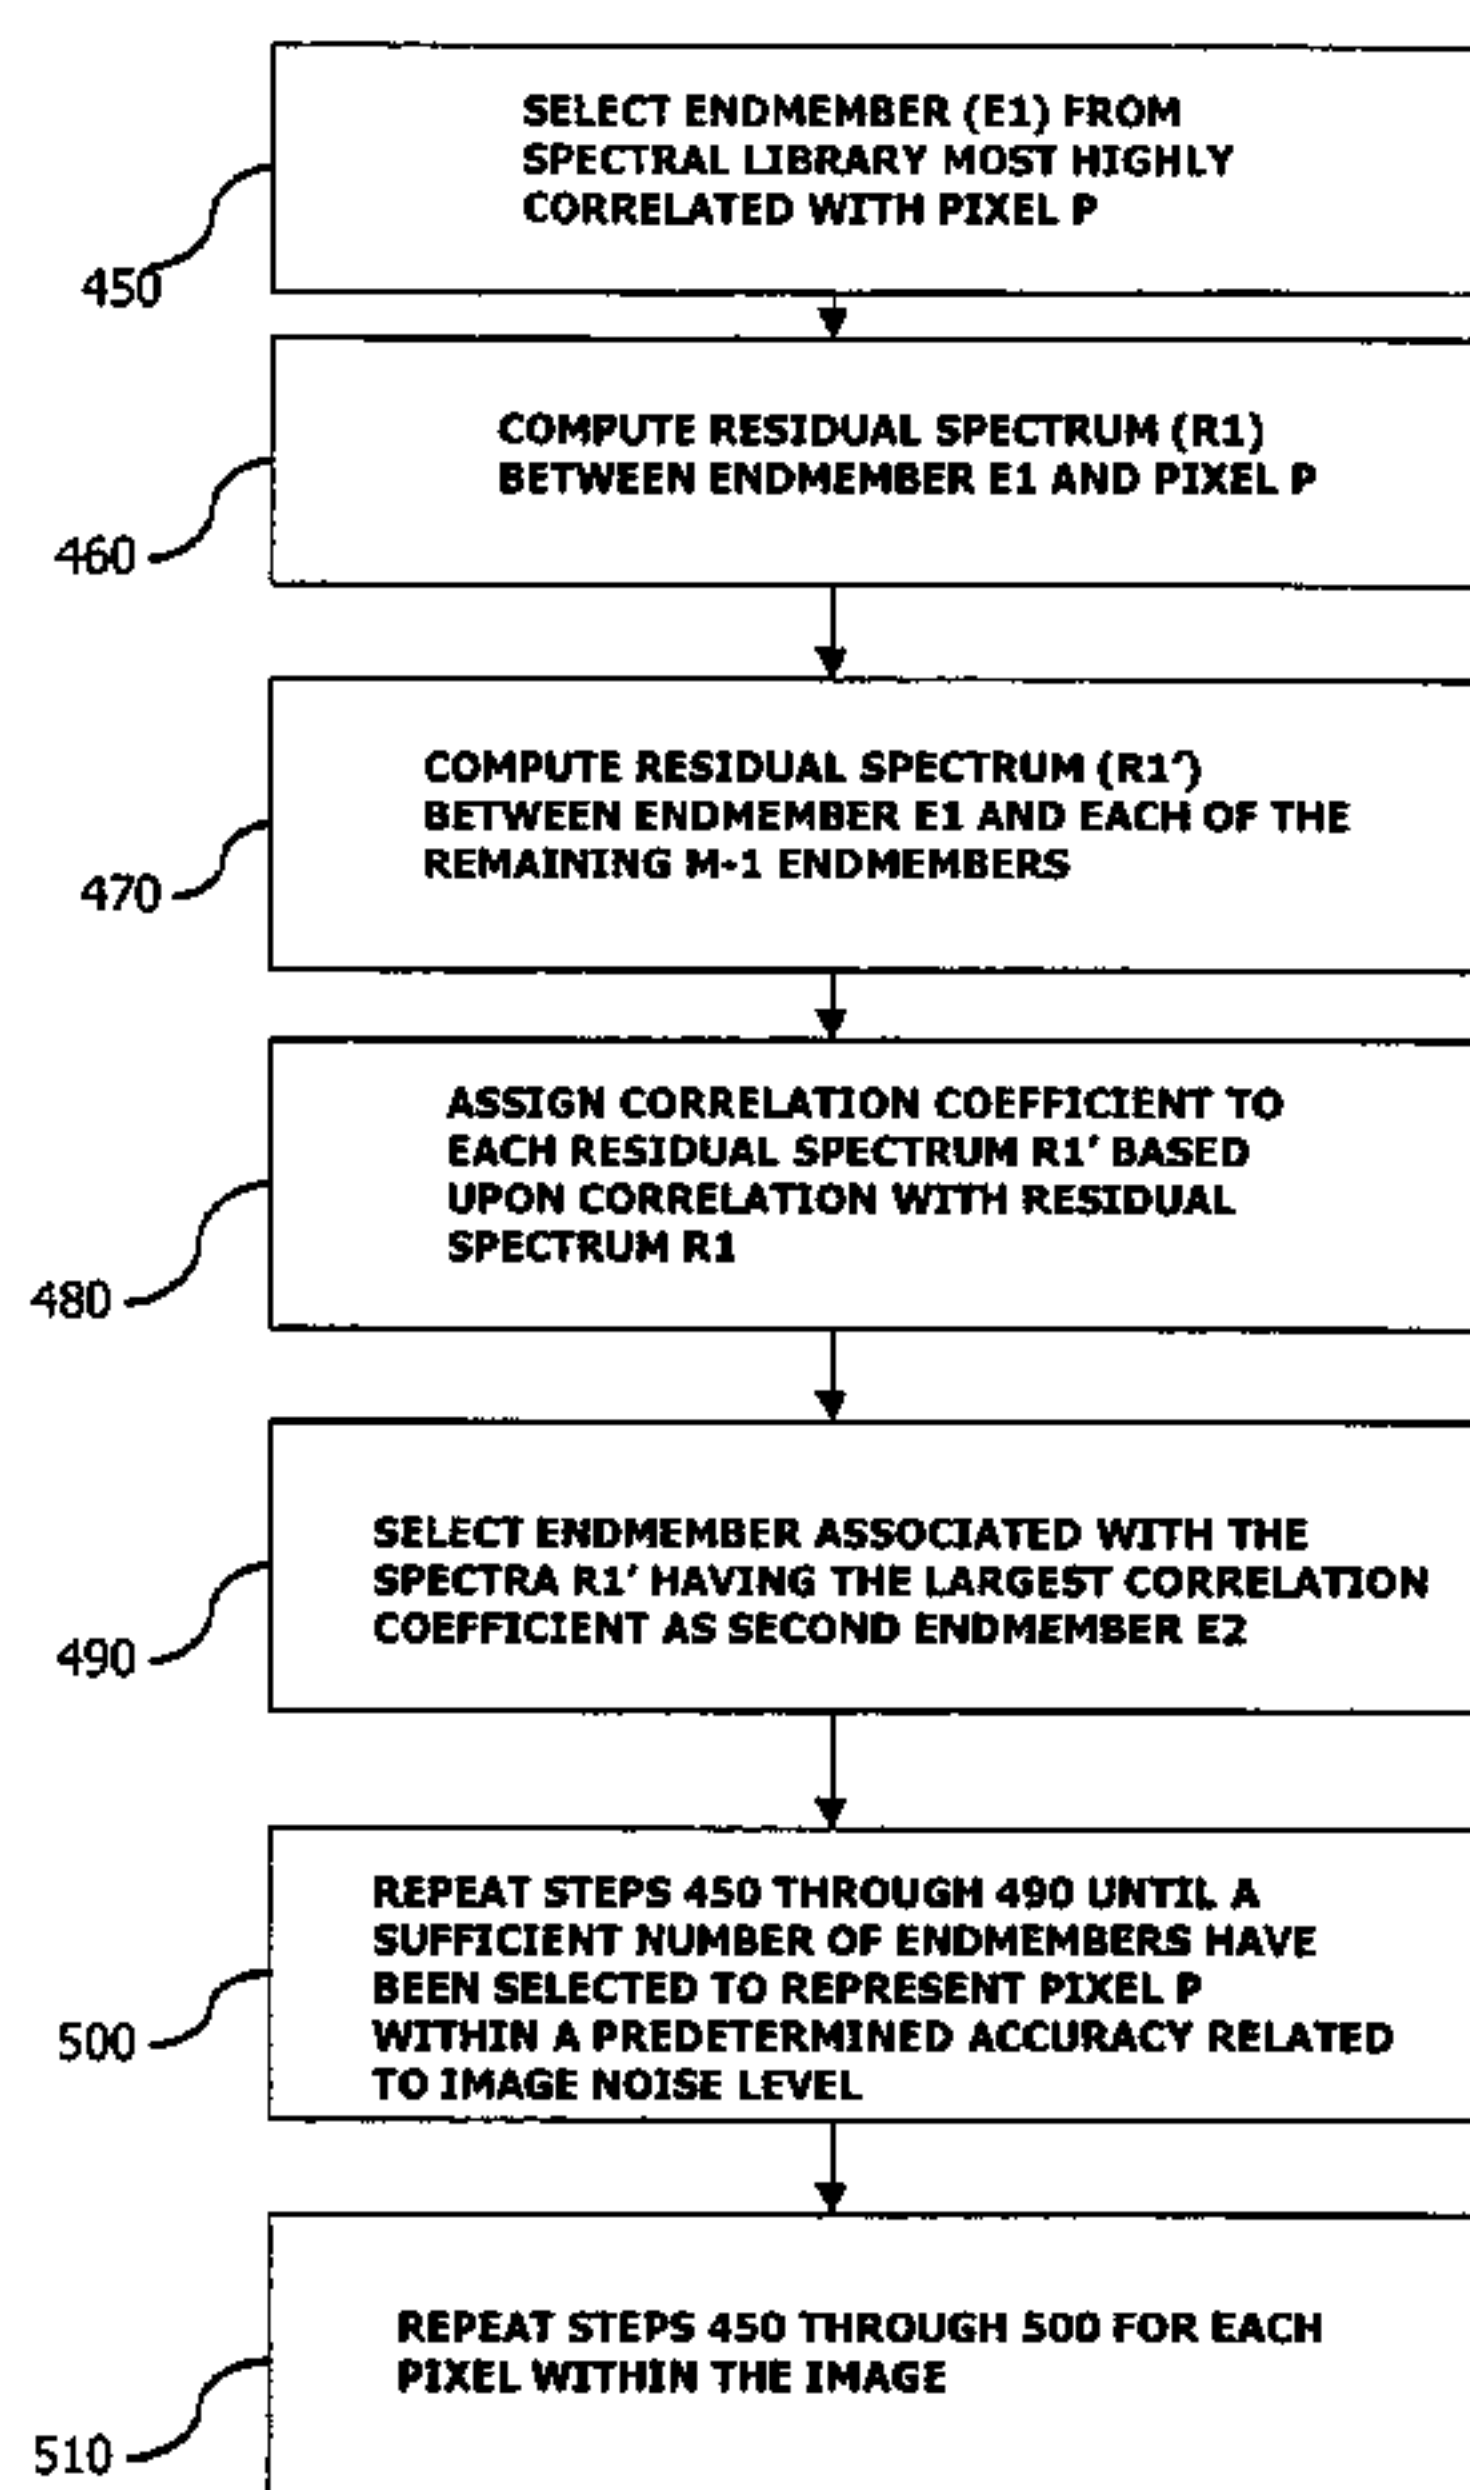 SELECT ENDMEMBER (E1) FROM
SPECTRAL LIBRARY MOST HIGHLY
CORRELATED WITH PIXEL P
450
COMPUTE RESIDUAL SPECTRUM (R1)
BETWEEN ENDMEMBER E1 AND PIXEL P
460
COMPUTE RESIDUAL SPECTRUM (R1')
BETWEEN ENDMEMBER E1 AND EACH OF THE
REMAINING M-1 ENDMEMBERS
470
ASSIGN CORRELATION COEFFICIENT TO
EACH RESIDUAL SPECTRUM R1' BASED
UPON CORRELATION WITH RESIDUAL
SPECTRUM R1
480
SELECT ENDMEMBER ASSOCIATED WITH THE
SPECTRA R1' HAVING THE LARGEST CORRELATION
COEFFICIENT AS SECOND ENDMEMBER E2
490
REPEAT STEPS 450 THROUGH 490 UNTIL A
SUFFICIENT NUMBER OF ENDMEMBERS HAVE
BEEN SELECTED TO REPRESENT PIXEL P
WITHIN A PREDETERMINED ACCURACY RELATED
TO IMAGE NOISE LEVEL
500
REPEAT STEPS 450 THROUGH 500 FOR EACH
PIXEL WITHIN THE IMAGE
510